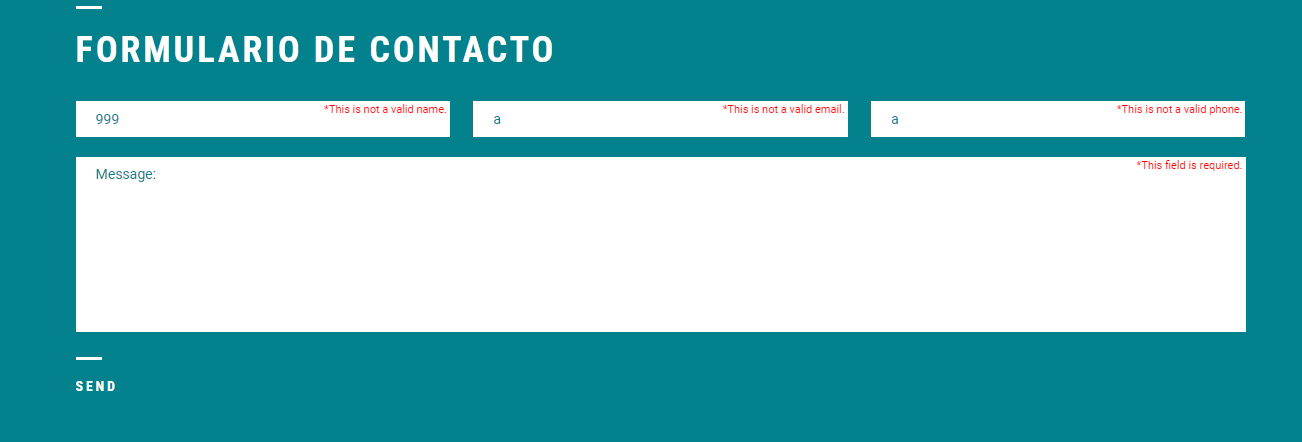 FORMULARIO DE CONTACTO
999 *This is not a valid name. a *This is not a valid email. a *This is not a valid phone.
Message: *This field is required.
SEND